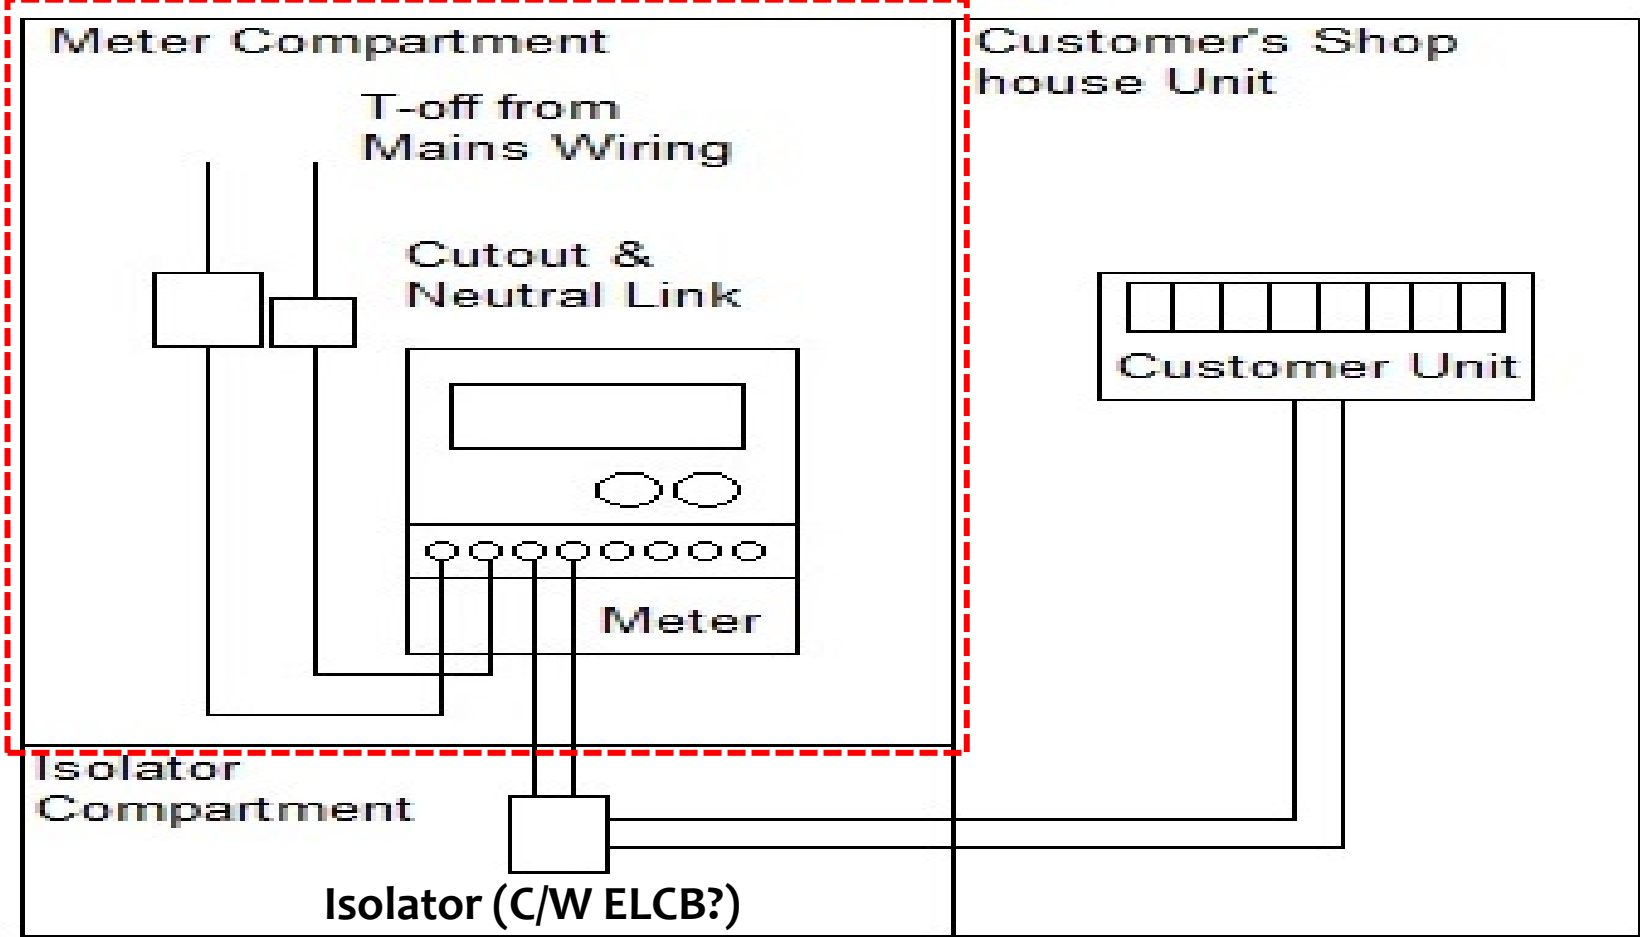 Meter Compartment
T-off from
Mains Wiring
Cutout &
Neutral Link
Meter
Isolator
Compartment
Isolator (C/W ELCB?)
Customer's Shop
house Unit
Customer Unit